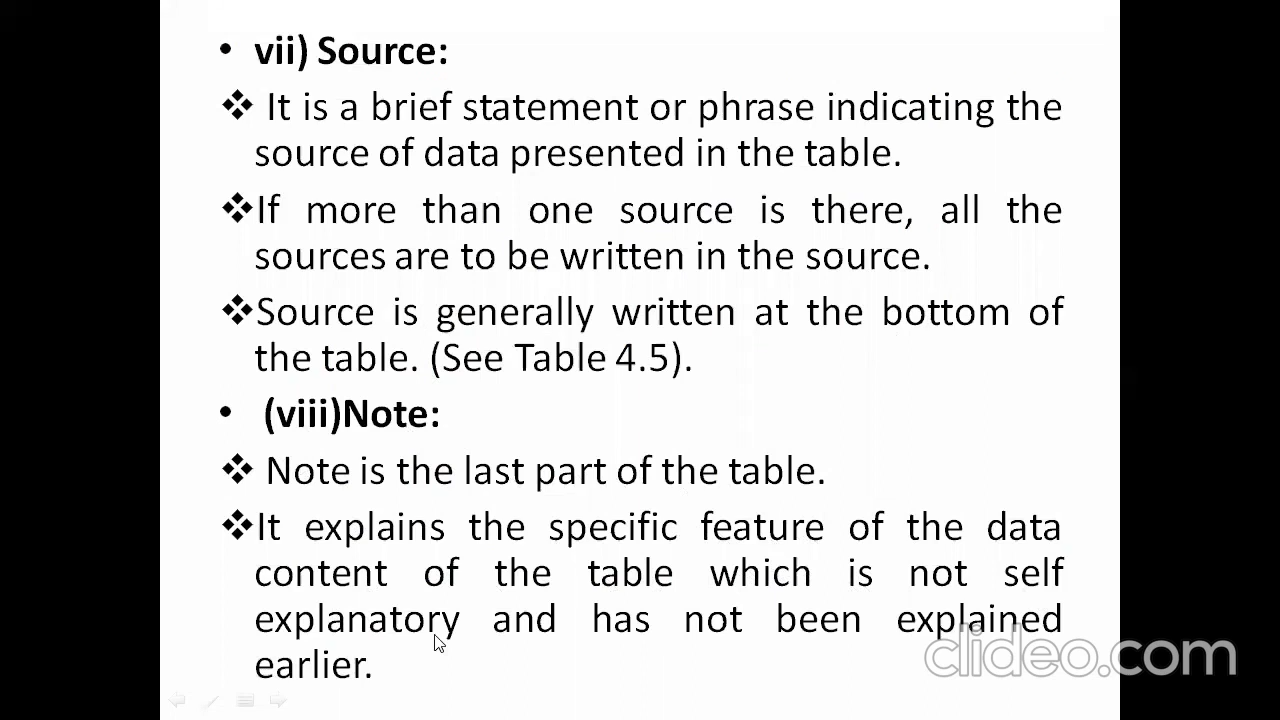 • vii) Source:
❖ It is a brief statement or phrase indicating the
source of data presented in the table.
❖If more than one source is there, all the
sources are to be written in the source.
❖Source is generally written at the bottom of
the table. (See Table 4.5).
• (viii)Note:
❖ Note is the last part of the table.
❖It explains the specific feature of the data
content of the table which is not self
explanatory and has not been explained
earlier.
clideo.com